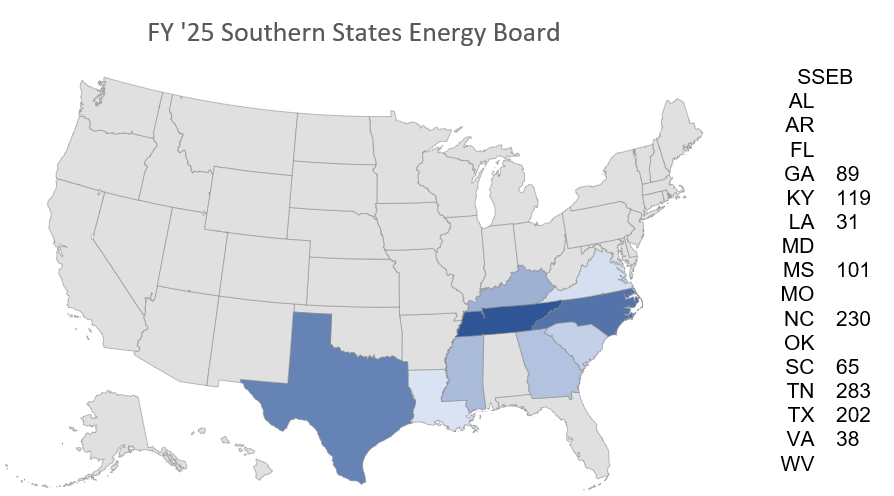 FY '25 Southern States Energy Board
SSEB
AL
AR
FL
GA 89
KY 119
LA 31
MD
MS 101
MO
NC 230
OK
SC 65
TN 283
TX 202
VA 38
WV